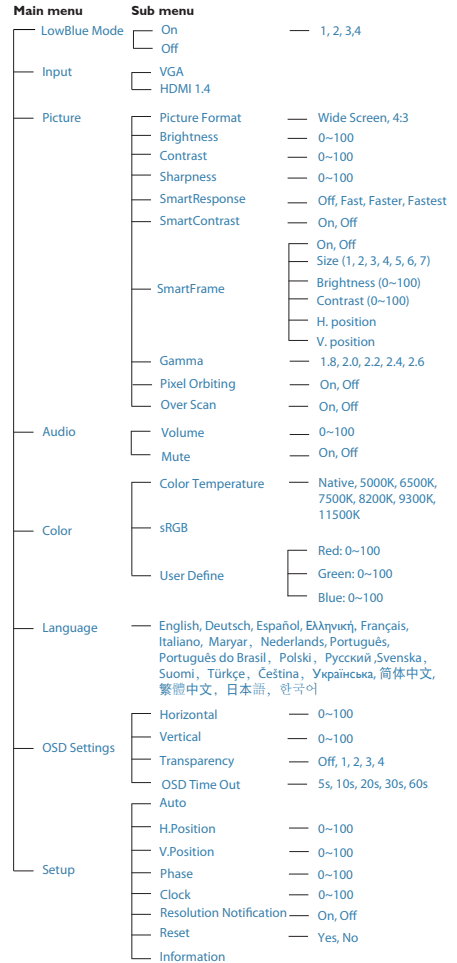 Main menu Sub menu
LowBlue Mode On 1, 2, 3,4
Off
Input VGA
HDMI 1.4
Picture Picture Format Wide Screen, 4:3
Brightness 0~100
Contrast 0~100
Sharpness 0~100
SmartResponse Off, Fast, Faster, Fastest
SmartContrast On, Off
On, Off
Size (1, 2, 3, 4, 5, 6, 7)
SmartFrame Brightness (0~100)
Contrast (0~100)
H. position
V. position
Gamma 1.8, 2.0, 2.2, 2.4, 2.6
Pixel Orbiting On, Off
Over Scan On, Off
Audio Volume 0~100
Mute On, Off
Color Temperature Native, 5000K, 6500K,
7500K, 8200K, 9300K,
11500K
Color sRGB
Red: 0~100
User Define Green: 0~100
Blue: 0~100
Language English, Deutsch, Español, Ελληνική, Français,
Italiano, Maryar, Nederlands, Português,
Português do Brasil, Polski, Русский ,Svenska,
Suomi, Türkçe, Čeština, Українська, 简体中文,
繁體中文, 日本語, 한국어
Horizontal 0~100
Vertical 0~100
OSD Settings Transparency Off, 1, 2, 3, 4
OSD Time Out 5s, 10s, 20s, 30s, 60s
Auto
H.Position 0~100
V.Position 0~100
Setup Phase 0~100
Clock 0~100
Resolution Notification On, Off
Reset Yes, No
Information